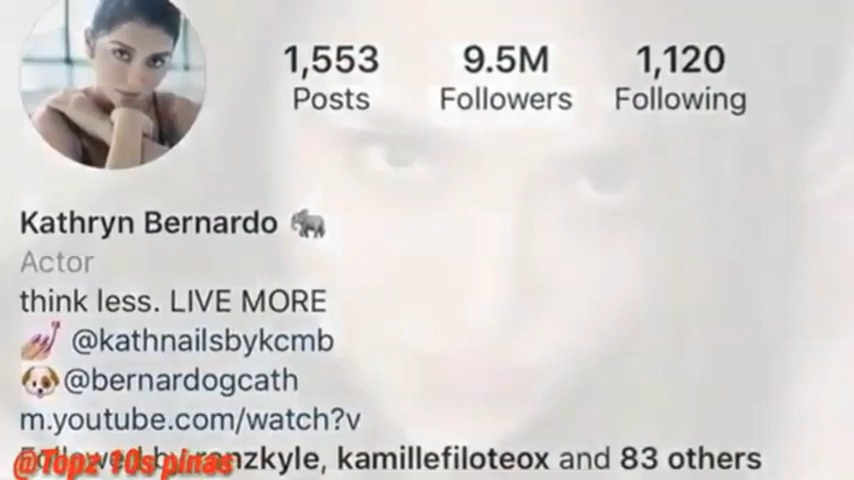 1,553 9.5M 1,120
Posts Followers Following
Kathryn Bernardo
Actor
think less. LIVE MORE
@kathnailsbykcmb
@bernardogcath
m.youtube.com/watch?v
@Topz 10s pinas
kamillefiloteox and 83 others